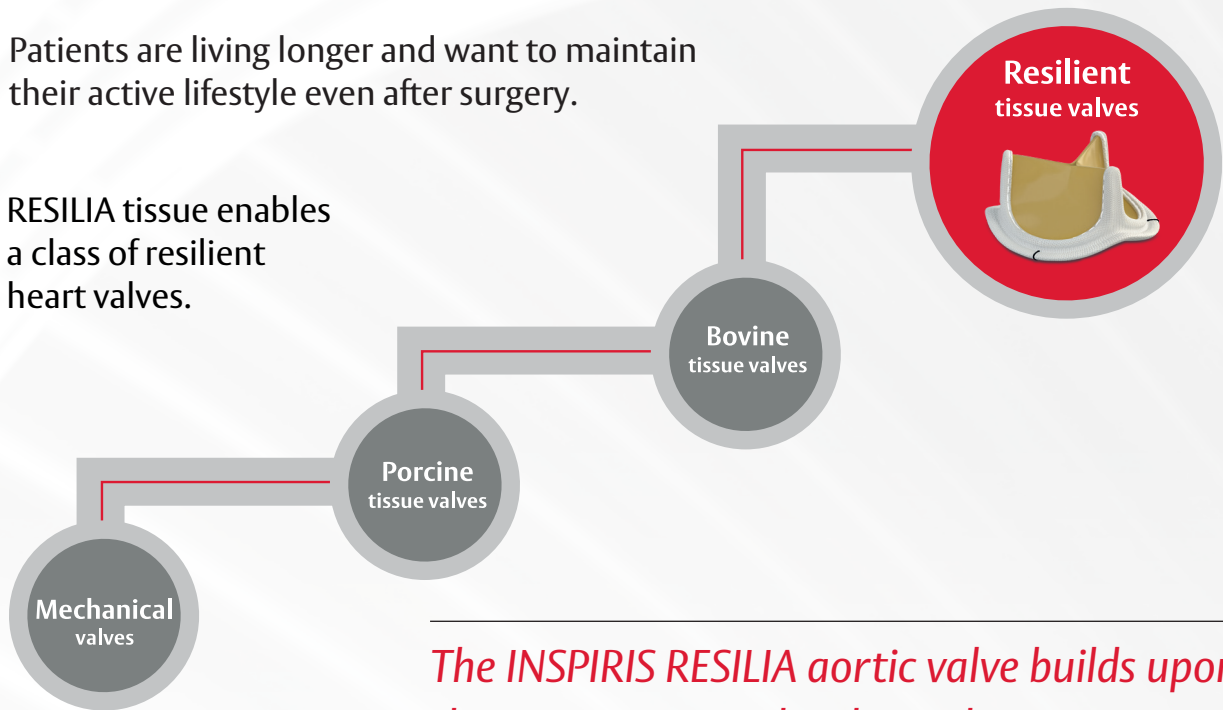 Patients are living longer and want to maintain
their active lifestyle even after surgery.
Resilient
tissue valves
RESILIA tissue enables
a class of resilient
heart valves.
Bovine
tissue valves
Porcine
tissue valves
Mechanical
valves
The INSPIRIS RESILIA aortic valve builds upon